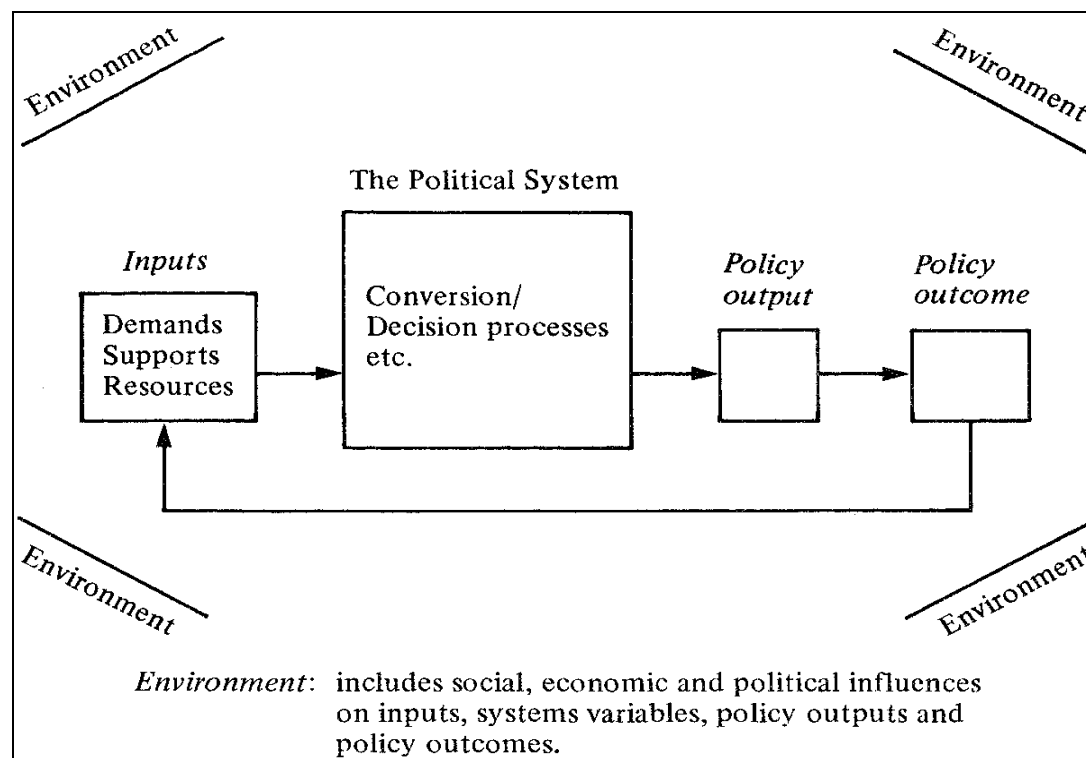 Environment
Environment
The Political System
Inputs
Policy
output
Policy
outcome
Demands
Supports
Resources
Conversion/
Decision processes
etc.
Environment
Environment
Environment: includes social, economic and political influences
on inputs, systems variables, policy outputs and
policy outcomes.